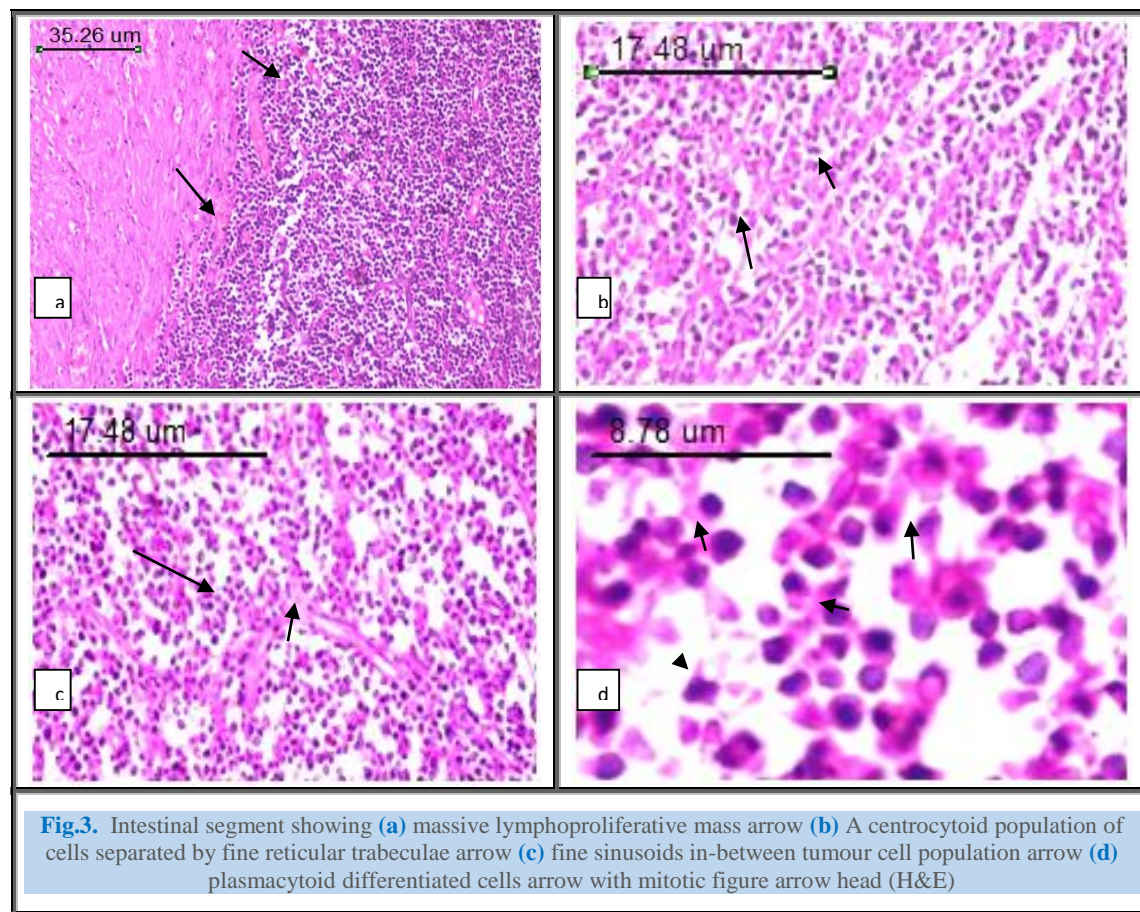 35.26 um
17.48 um
a
b
17.48 um
8.78 um
c
d
Fig.3. Intestinal segment showing (a) massive lymphoproliferative mass arrow (b) A centrocytoid population of
cells separated by fine reticular trabeculae arrow (c) fine sinusoids in-between tumour cell population arrow (d)
plasmacytoid differentiated cells arrow with mitotic figure arrow head (H&E)